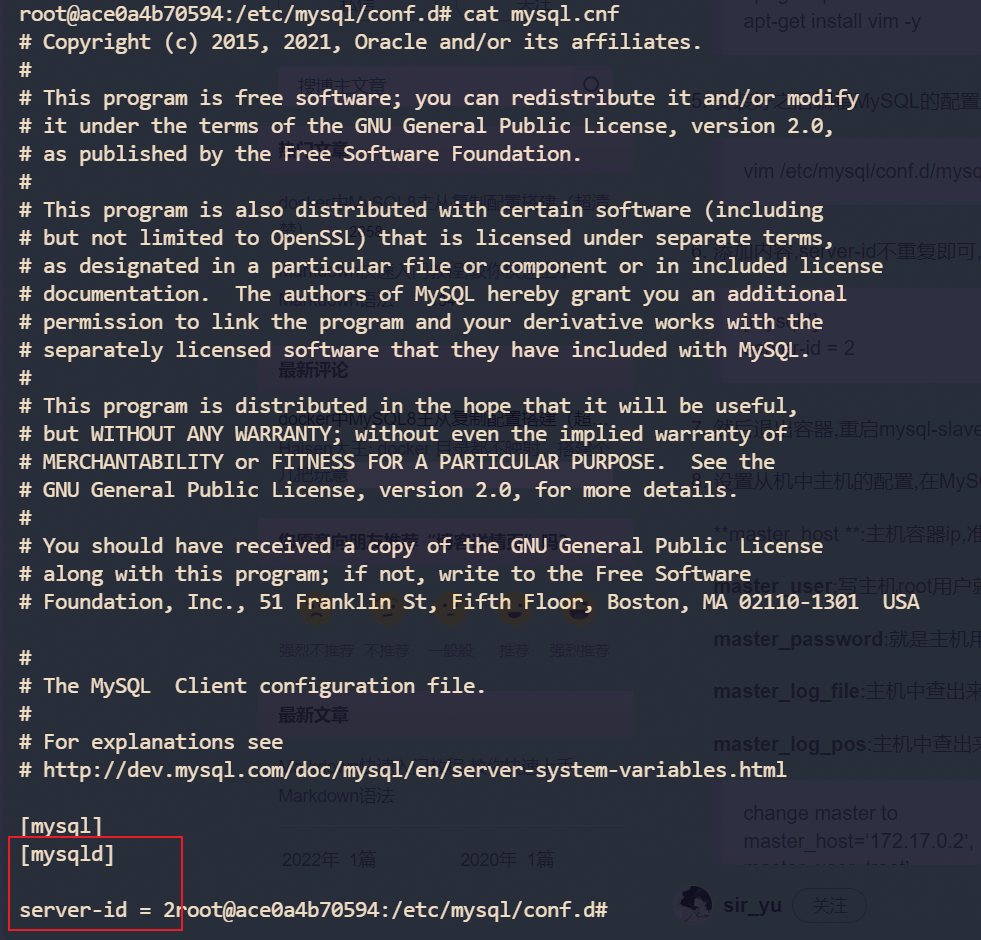 root@ace0a4b70594:/etc/mysql/conf.d# cat mysql.cnf
# Copyright (c) 2015, 2021, Oracle and/or its affiliates.
#
# This program is free software; you can redistribute it and/or modify
# it under the terms of the GNU General Public License, version 2.0,
# as published by the Free Software Foundation.
#
# This program is also distributed with certain software (including
# but not limited to OpenSSL) that is licensed under separate terms,
# as designated in a particular file or component or in included license
# documentation.  The authors of MySQL hereby grant you an additional
# permission to link the program and your derivative works with the
# separately licensed software that they have included with MySQL.
#
# This program is distributed in the hope that it will be useful,
# but WITHOUT ANY WARRANTY; without even the implied warranty of
# MERCHANTABILITY or FITNESS FOR A PARTICULAR PURPOSE.  See the
# GNU General Public License, version 2.0, for more details.
#
# You should have received a copy of the GNU General Public License
# along with this program; if not, write to the Free Software
# Foundation, Inc., 51 Franklin St, Fifth Floor, Boston, MA 02110-1301  USA
#
# The MySQL  Client configuration file.
#
# For explanations see
# http://dev.mysql.com/doc/mysql/en/server-system-variables.html
[mysql]
[mysqld]
server-id = 2root@ace0a4b70594:/etc/mysql/conf.d#
搜博主文章
最新评论
强烈不推荐 不推荐 一般般 推荐 强烈推荐
最新文章
Markdown语法
2022年 1篇 2020年 1篇
apt-get install vim -y
vim /etc/mysql/conf.d/mysq
6. 添加内容,server-id不重复即可,
server-id = 2
7. 然后退出容器,重启mysql-slave
8. 设置从机中主机的配置,在MyS
**master_host **:主机容器ip,准
master_user:写主机root用户就
master_password:就是主机用
master_log_file:主机中查出来
master_log_pos:主机中查出来
change master to
master_host='172.17.0.2',
sir_yu 关注